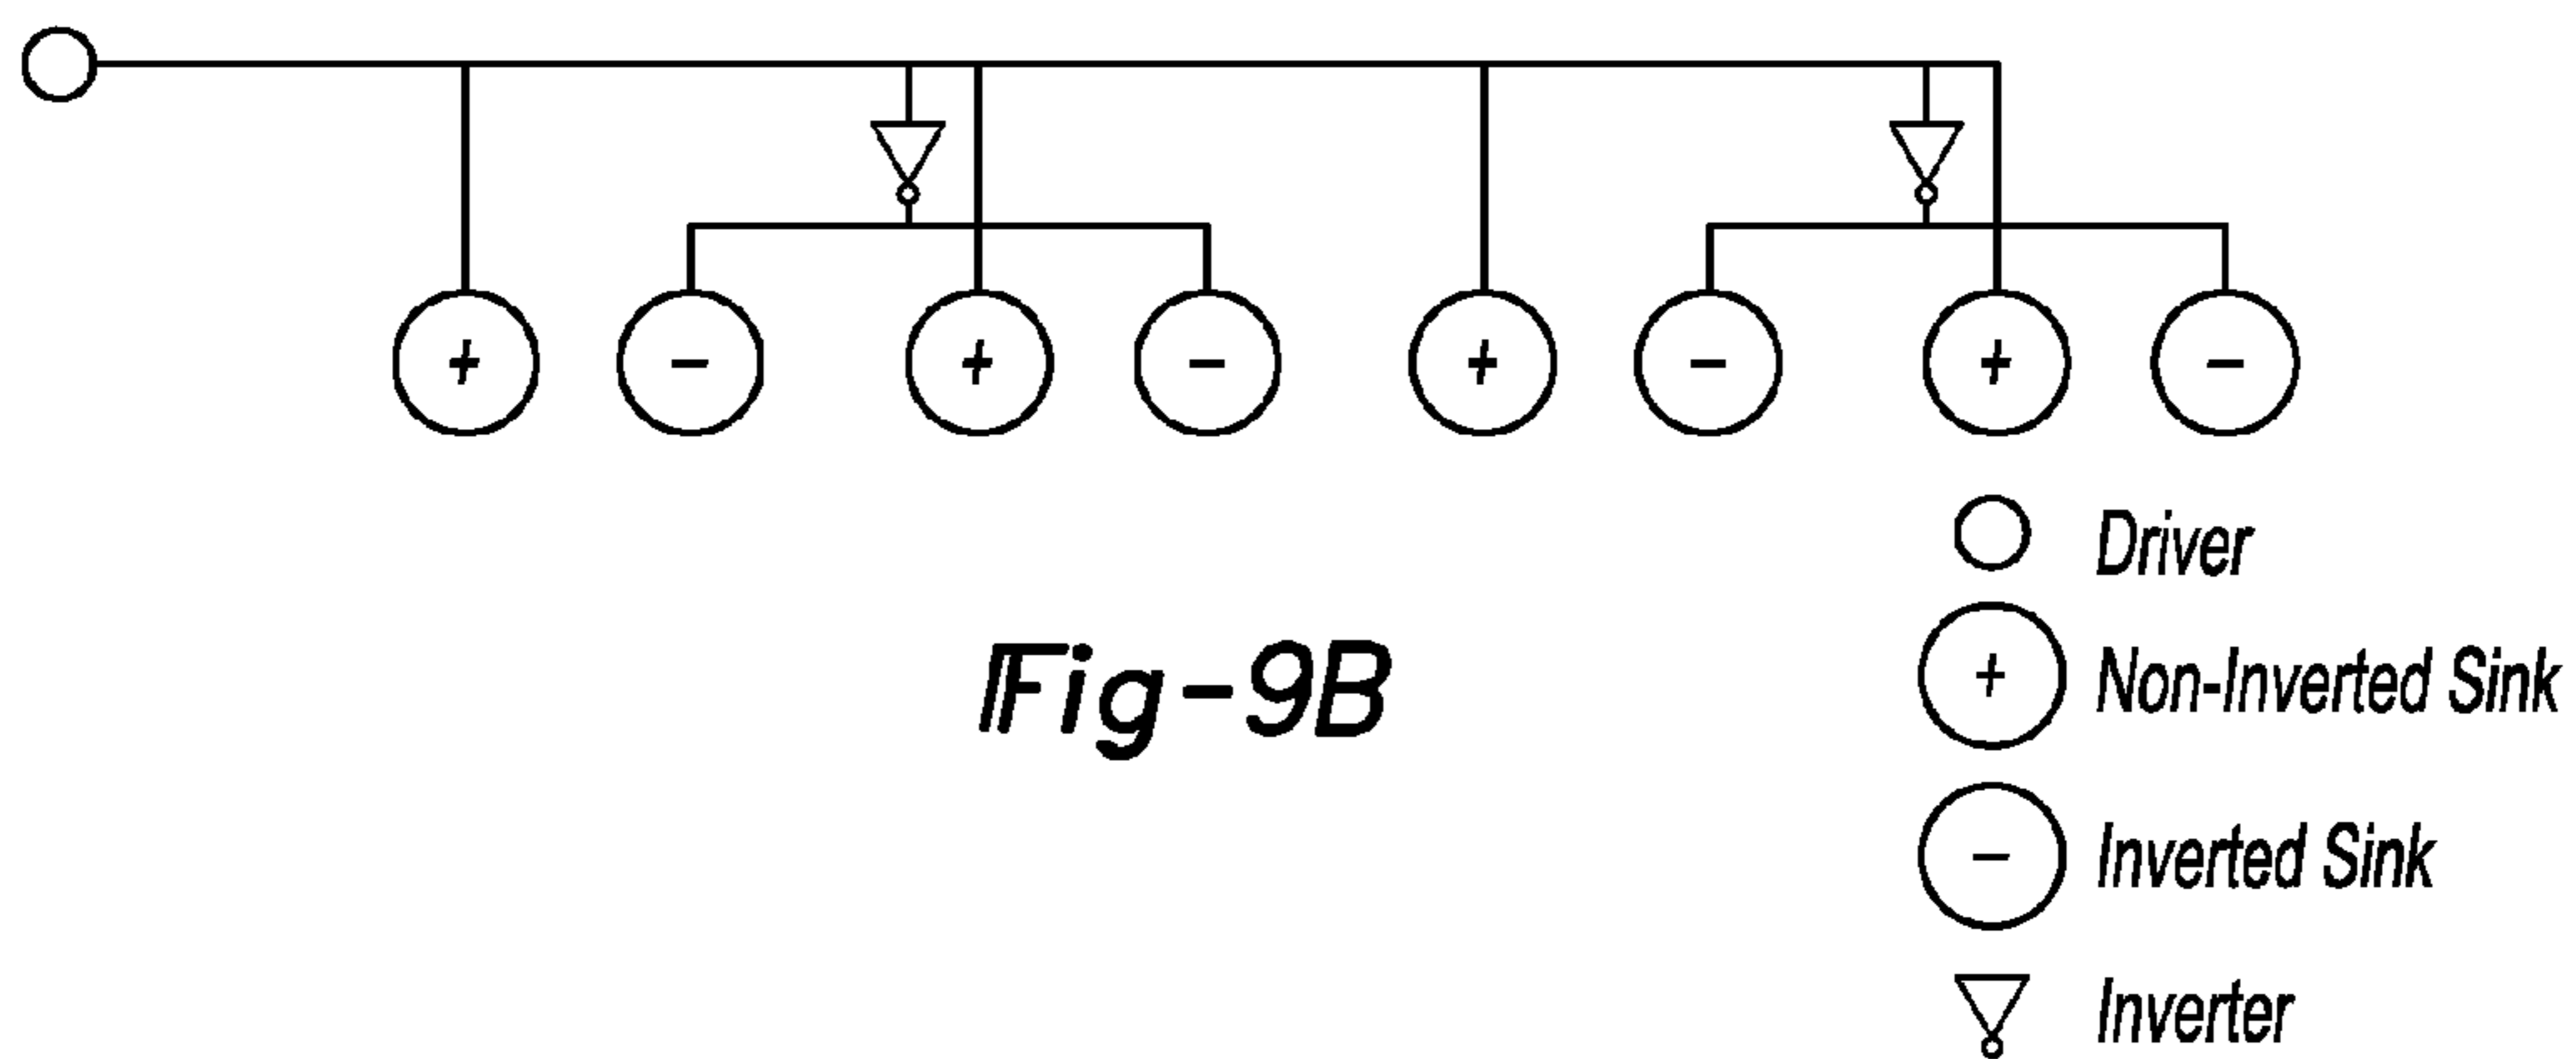 + − + − + − + −
Driver
Fig-9B
+ Non-Inverted Sink
− Inverted Sink
Inverter